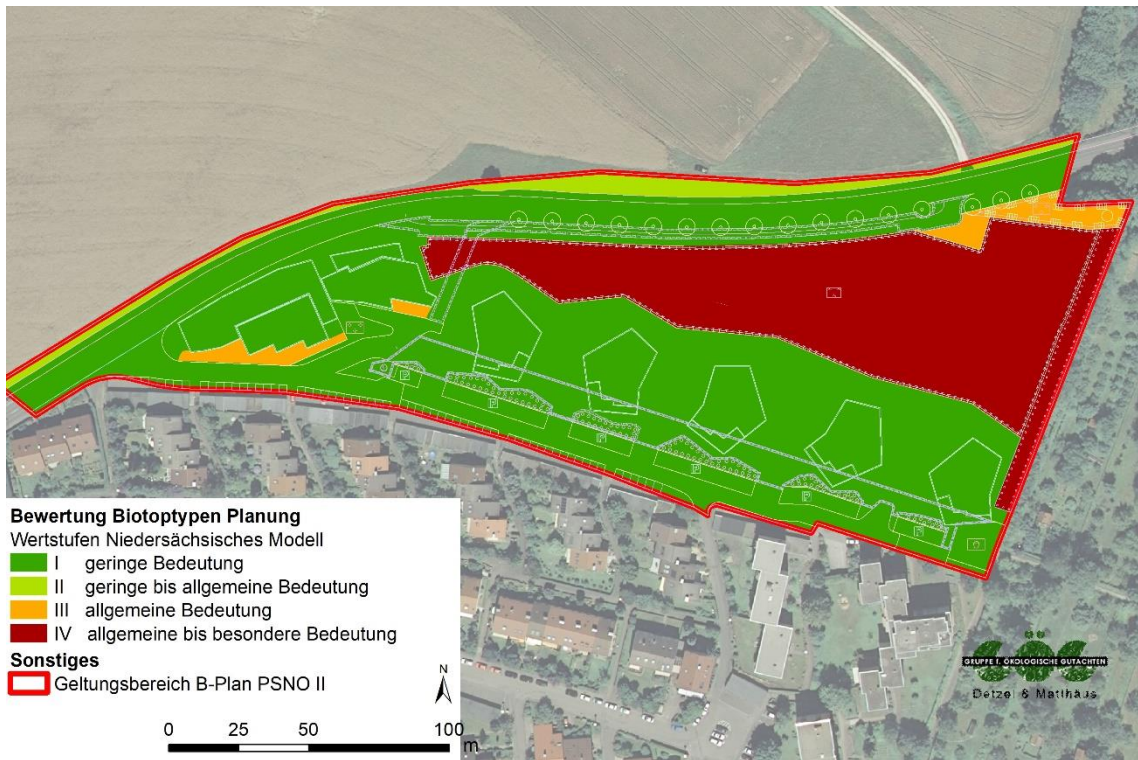 Bewertung Biotoptypen Planung
Wertstufen Niedersächsisches Modell
I geringe Bedeutung
II geringe bis allgemeine Bedeutung
III allgemeine Bedeutung
IV allgemeine bis besondere Bedeutung
Sonstiges
Geltungsbereich B-Plan PSNO II
N
0 25 50 100
m
P
P
P
P
GÖG
GRUPPE F. ÖKOLOGISCHE GUTACHTEN
Detzel & Matthäus